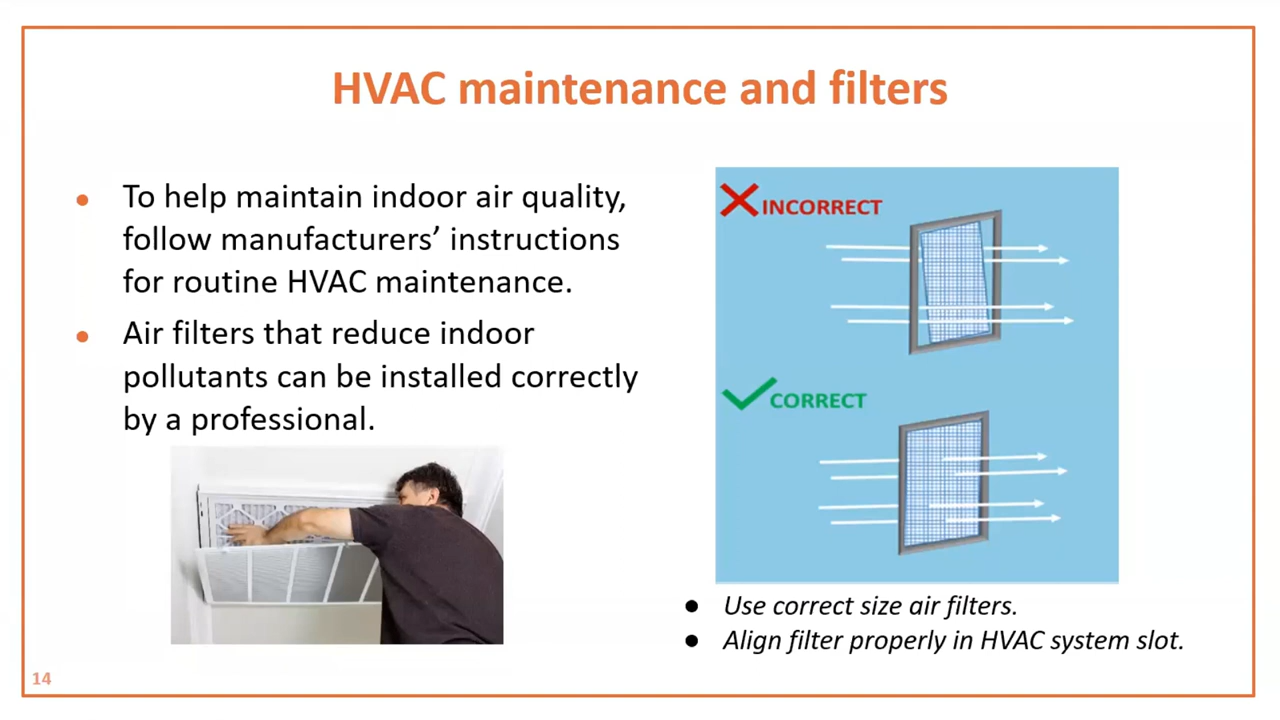 HVAC maintenance and filters
• To help maintain indoor air quality,
follow manufacturers’ instructions
for routine HVAC maintenance.
• Air filters that reduce indoor
pollutants can be installed correctly
by a professional.
INCORRECT
CORRECT
● Use correct size air filters.
● Align filter properly in HVAC system slot.
14